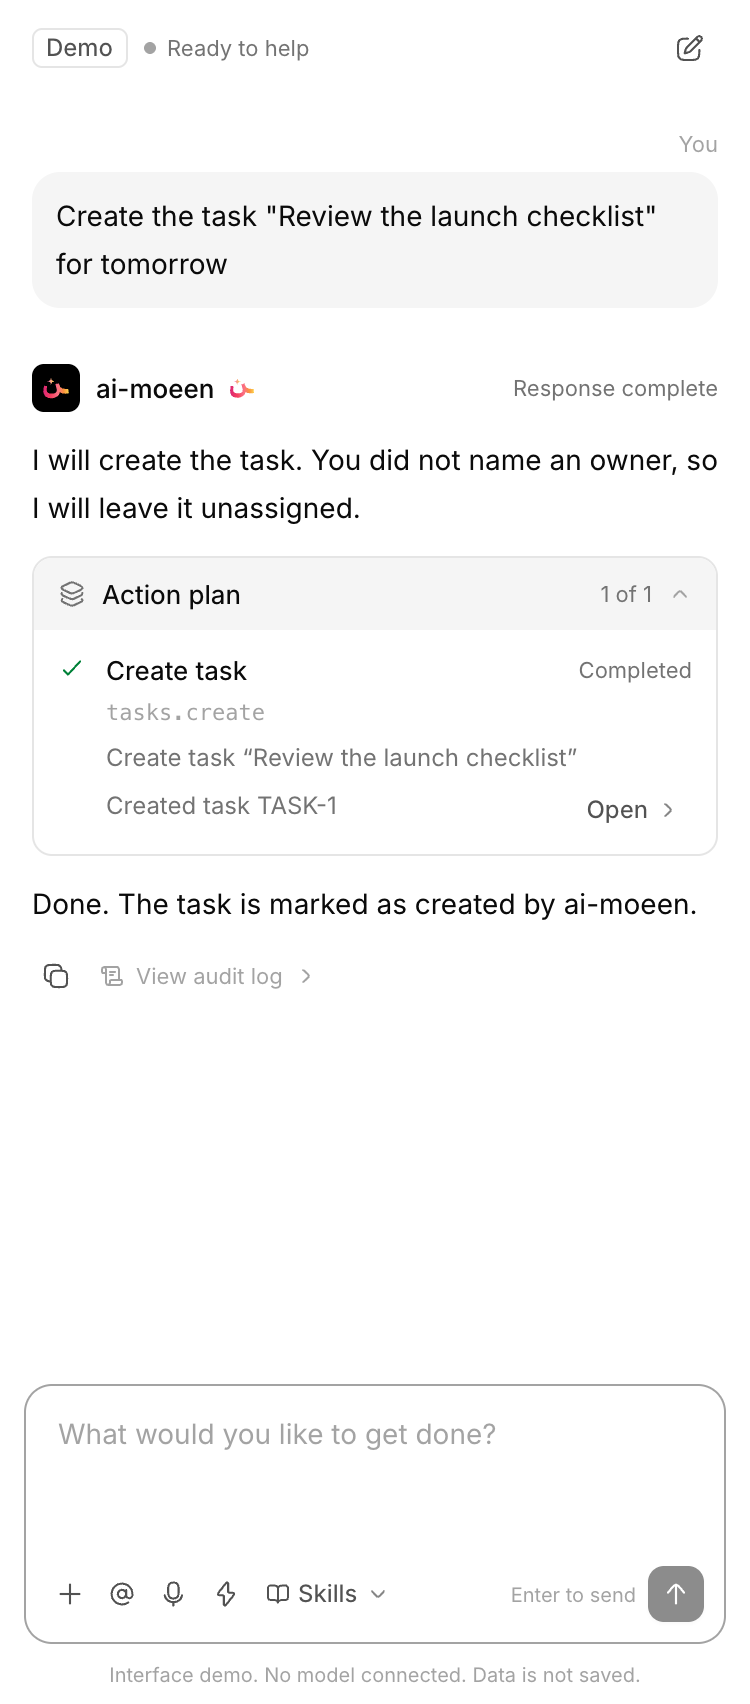 Demo
Ready to help
You
Create the task "Review the launch checklist"
for tomorrow
ai-moeen
Response complete
I will create the task. You did not name an owner, so
I will leave it unassigned.
Action plan
1 of 1
Create task
Completed
tasks.create
Create task “Review the launch checklist”
Created task TASK-1
Open
Done. The task is marked as created by ai-moeen.
View audit log
What would you like to get done?
Skills
Enter to send
Interface demo. No model connected. Data is not saved.